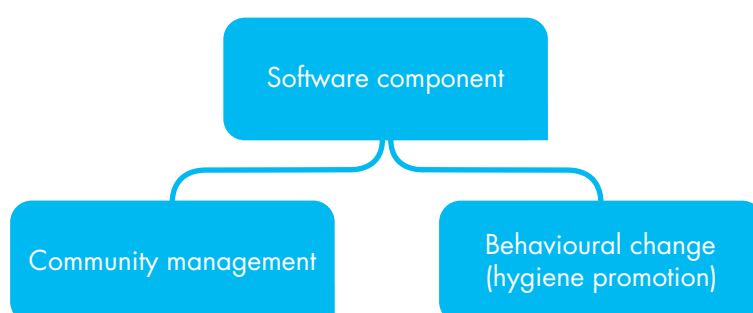 Software component
Community management
Behavioural change
(hygiene promotion)